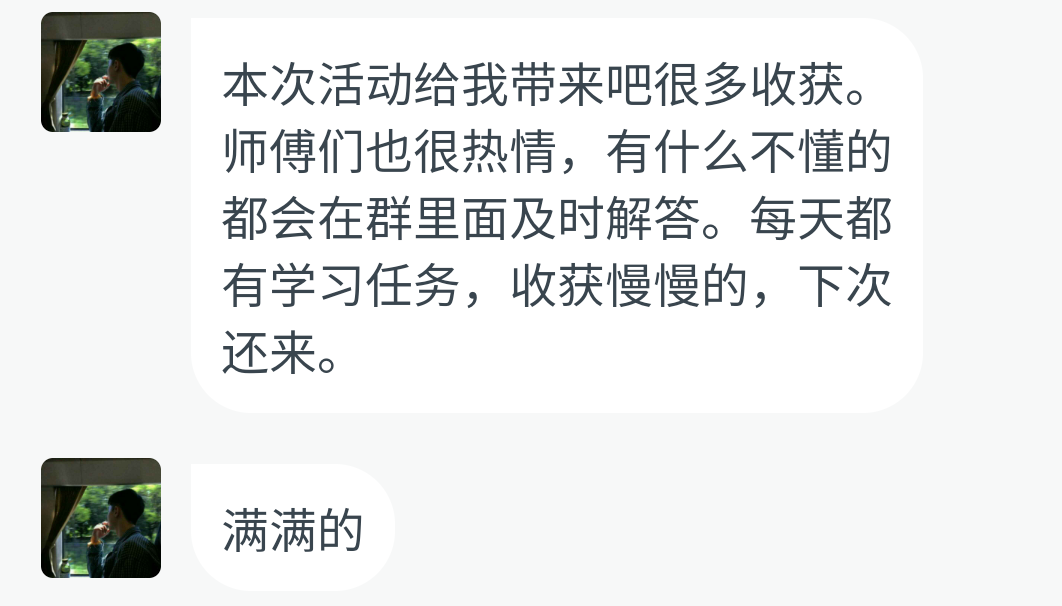 本次活动给我带来吧很多收获。
师傅们也很热情，有什么不懂的
都会在群里面及时解答。每天都
有学习任务，收获慢慢的，下次
还来。
满满的